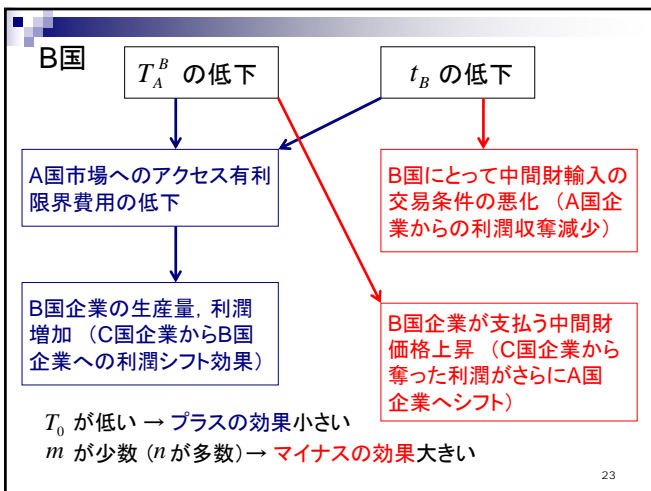 B国
T_A^B の低下
t_B の低下
A国市場へのアクセス有利
限界費用の低下
B国にとって中間財輸入の
交易条件の悪化 （A国企
業からの利潤収奪減少）
B国企業の生産量，利潤
増加 （C国企業からB国
企業への利潤シフト効果）
B国企業が支払う中間財
価格上昇 （C国企業から
奪った利潤がさらにA国
企業へシフト）
T_0 が低い → プラスの効果小さい
m が少数 (n が多数)→ マイナスの効果大きい
23